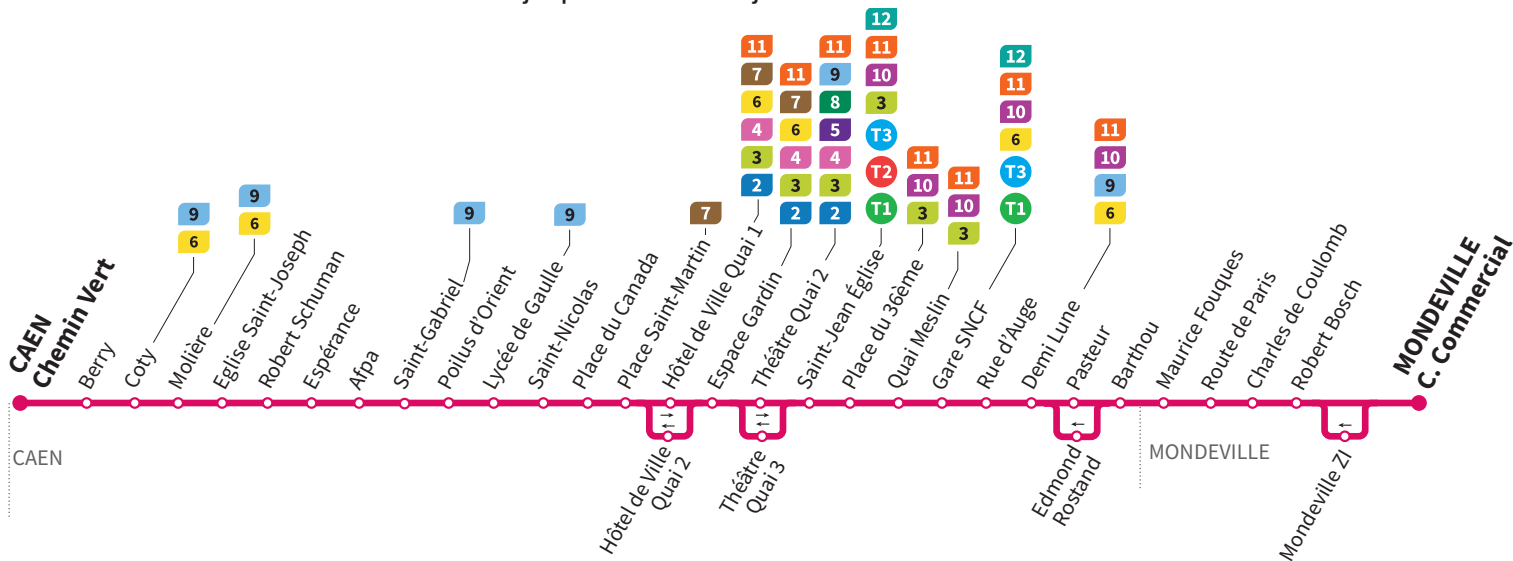 CAEN
Chemin Vert
Berry
9
6
Coty
9
6
Molière
Eglise Saint-Joseph
Robert Schuman
Espérance
Afpa
9
Saint-Gabriel
Poilus d'Orient
9
Lycée de Gaulle
Saint-Nicolas
Place du Canada
7
Place Saint-Martin
11
7
6
4
3
2
Hôtel de Ville Quai 1
11
7
6
4
3
2
Espace Gardin
11
9
8
5
4
3
2
Théâtre Quai 2
12
11
10
3
T3
T2
T1
Saint-Jean Église
11
10
3
Place du 36ème
11
10
3
Quai Meslin
12
11
10
6
T3
T1
Gare SNCF
Rue d'Auge
11
10
9
6
Demi Lune
Pasteur
Barthou
Maurice Fouques
Route de Paris
Charles de Coulomb
Robert Bosch
MONDEVILLE
C. Commercial
CAEN
Hôtel de Ville
Quai 2
Théâtre
Quai 3
Edmond
Rostand
MONDEVILLE
Mondeville ZI